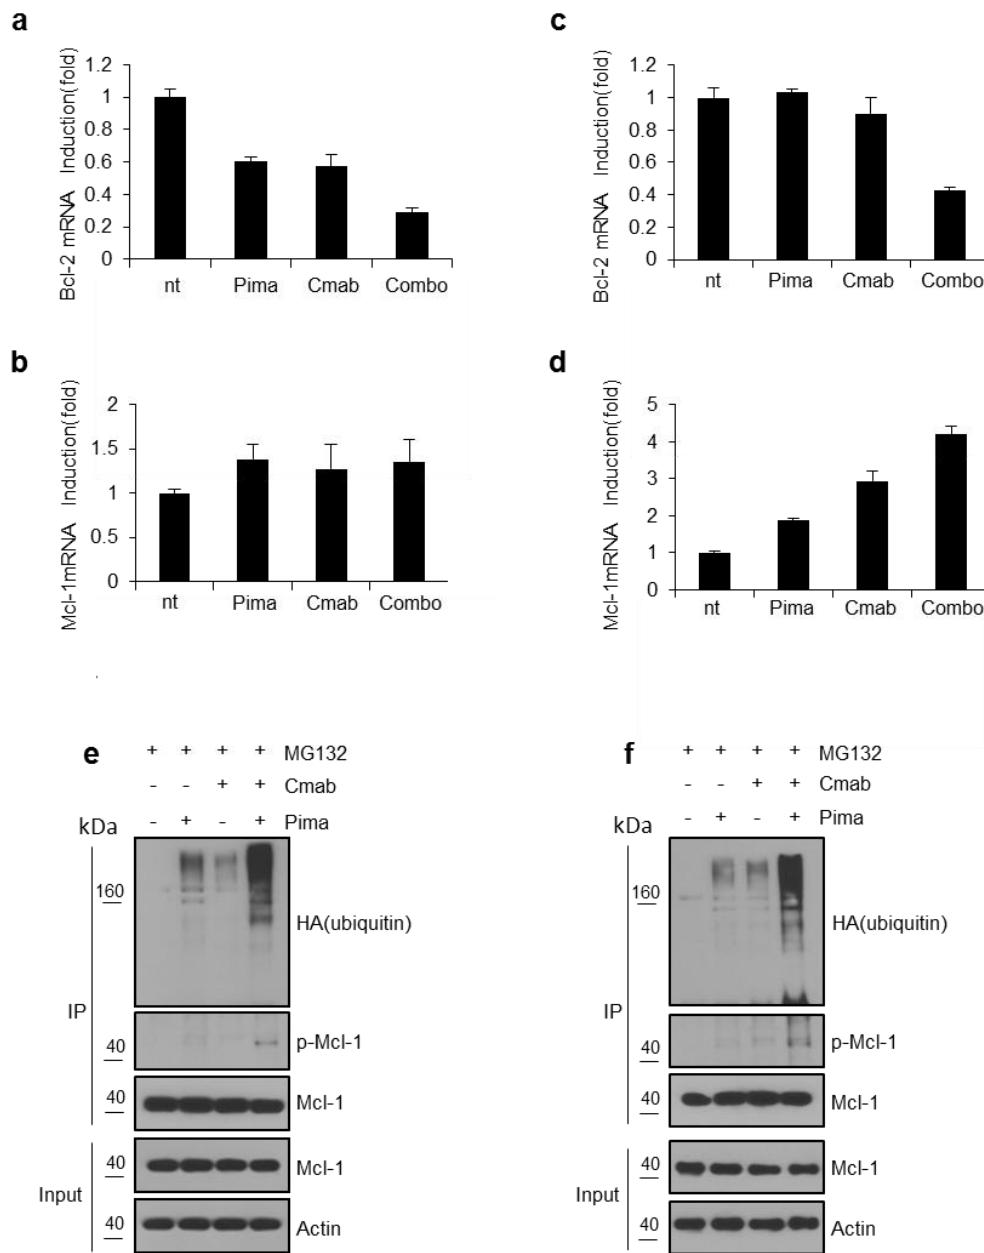 a
Bcl-2 mRNA Induction(fold)
1.2
1
0.8
0.6
0.4
0.2
0
nt Pima Cmab Combo
c
Bcl-2 mRNA Induction(fold)
1.2
1
0.8
0.6
0.4
0.2
0
nt Pima Cmab Combo
b
Mcl-1mRNA Induction(fold)
2
1.5
1
0.5
0
nt Pima Cmab Combo
d
Mcl-1mRNA Induction(fold)
5
4
3
2
1
0
nt Pima Cmab Combo
e
+ + + + MG132
- - + + Cmab
- + - + Pima
kDa
160
HA(ubiquitin)
IP
40
p-Mcl-1
40
Mcl-1
Input
40
Mcl-1
40
Actin
f
+ + + + MG132
- - + + Cmab
- + - + Pima
kDa
160
HA(ubiquitin)
IP
40
p-Mcl-1
40
Mcl-1
Input
40
Mcl-1
40
Actin